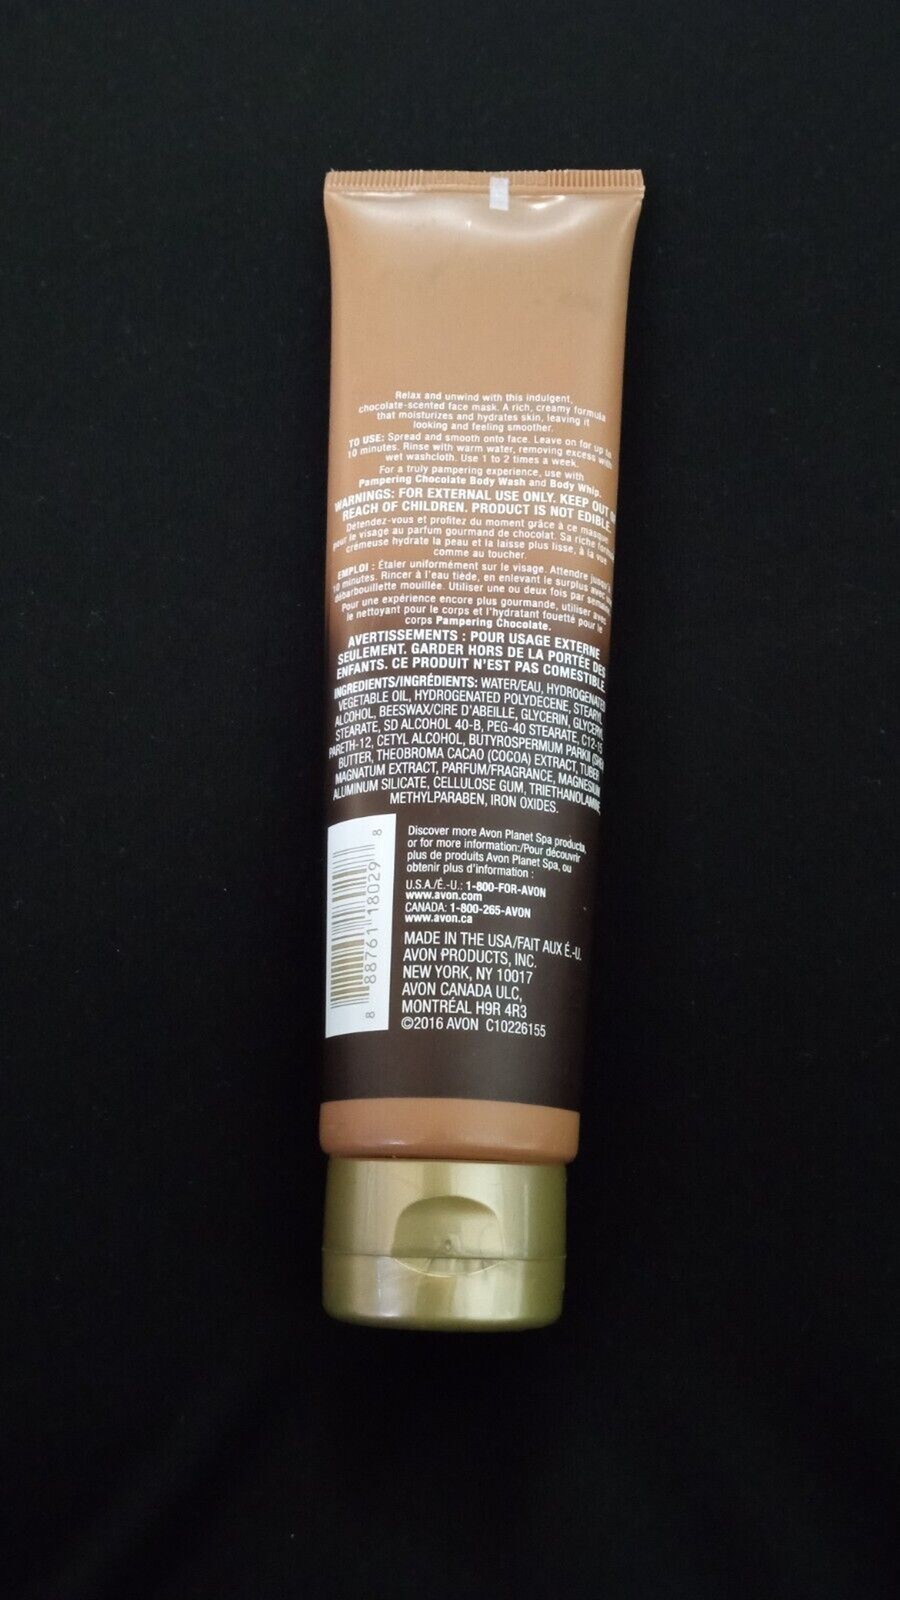 Relax and unwind with this indulgent,
chocolate-scented face mask. A rich, creamy formula
that moisturizes and hydrates skin, leaving it
looking and feeling smoother.
TO USE: Spread and smooth onto face. Leave on for up to
10 minutes. Rinse with warm water, removing excess with
wet washcloth. Use 1 to 2 times a week.
For a truly pampering experience, use with
Pampering Chocolate Body Wash and Body Whip.
WARNINGS: FOR EXTERNAL USE ONLY. KEEP OUT OF
REACH OF CHILDREN. PRODUCT IS NOT EDIBLE.
Détendez-vous et profitez du moment grâce à ce masque
pour le visage au parfum gourmand de chocolat. Sa riche formule
crémeuse hydrate la peau et la laisse plus lisse, à la vue
comme au toucher.
EMPLOI : Étaler uniformément sur le visage. Attendre jusqu'à
10 minutes. Rincer à l'eau tiède, en enlevant le surplus avec une
débarbouillette mouillée. Utiliser une ou deux fois par semaine.
Pour une expérience encore plus gourmande, utiliser avec
le nettoyant pour le corps et l'hydratant fouetté pour le
corps Pampering Chocolate.
AVERTISSEMENTS : POUR USAGE EXTERNE
SEULEMENT. GARDER HORS DE LA PORTÉE DES
ENFANTS. CE PRODUIT N'EST PAS COMESTIBLE.
INGREDIENTS/INGRÉDIENTS: WATER/EAU, HYDROGENATED
VEGETABLE OIL, HYDROGENATED POLYDECENE, STEARYL
ALCOHOL, BEESWAX/CIRE D'ABEILLE, GLYCERIN, GLYCERYL
STEARATE, SD ALCOHOL 40-B, PEG-40 STEARATE, C12-15
PARETH-12, CETYL ALCOHOL, BUTYROSPERMUM PARKII (SHEA)
BUTTER, THEOBROMA CACAO (COCOA) EXTRACT, TUBER
MAGNATUM EXTRACT, PARFUM/FRAGRANCE, MAGNESIUM
ALUMINUM SILICATE, CELLULOSE GUM, TRIETHANOLAMINE,
METHYLPARABEN, IRON OXIDES.
8 88761 18029 8
Discover more Avon Planet Spa products,
or for more information:/Pour découvrir
plus de produits Avon Planet Spa, ou
obtenir plus d'information :
U.S.A./É.-U.: 1-800-FOR-AVON
www.avon.com
CANADA: 1-800-265-AVON
www.avon.ca
MADE IN THE USA/FAIT AUX É.-U.
AVON PRODUCTS, INC.
NEW YORK, NY 10017
AVON CANADA ULC,
MONTRÉAL H9R 4R3
©2016 AVON C10226155